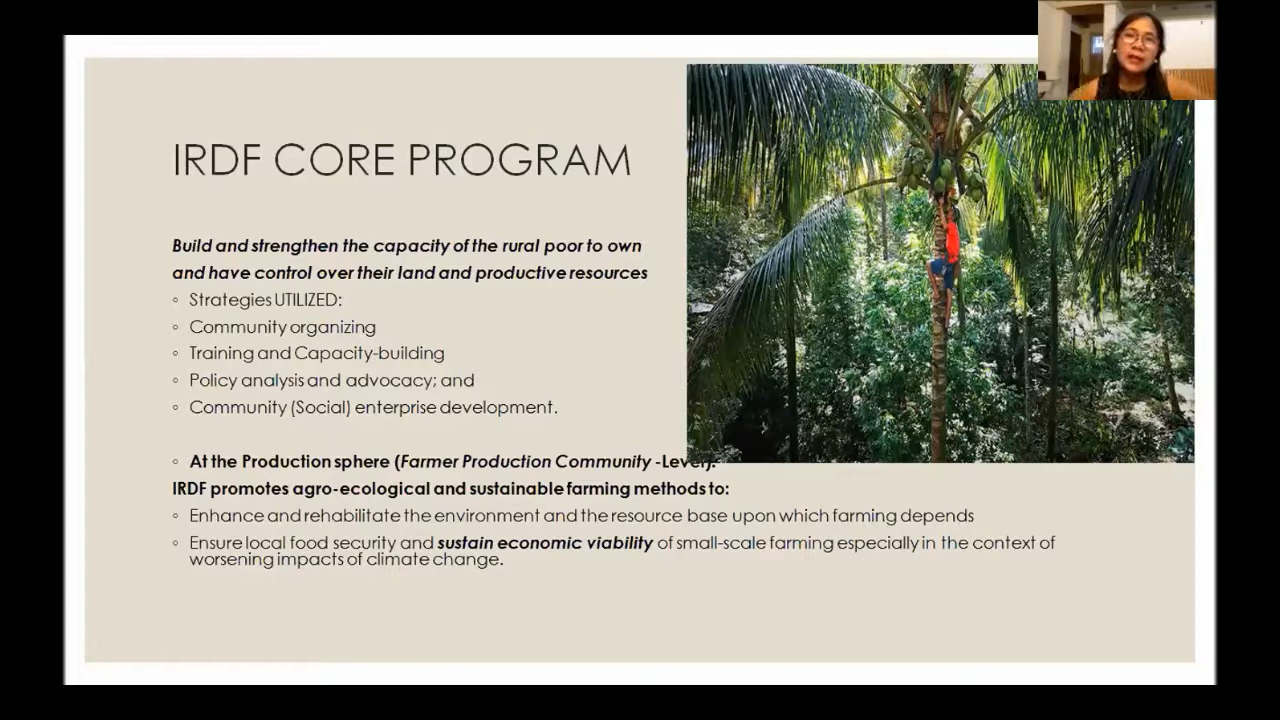 IRDF CORE PROGRAM
Build and strengthen the capacity of the rural poor to own
and have control over their land and productive resources
◦ Strategies UTILIZED:
◦ Community organizing
◦ Training and Capacity-building
◦ Policy analysis and advocacy; and
◦ Community (Social) enterprise development.
◦ At the Production sphere (Farmer Production Community -Level).
IRDF promotes agro-ecological and sustainable farming methods to:
◦ Enhance and rehabilitate the environment and the resource base upon which farming depends
◦ Ensure local food security and sustain economic viability of small-scale farming especially in the context of
worsening impacts of climate change.